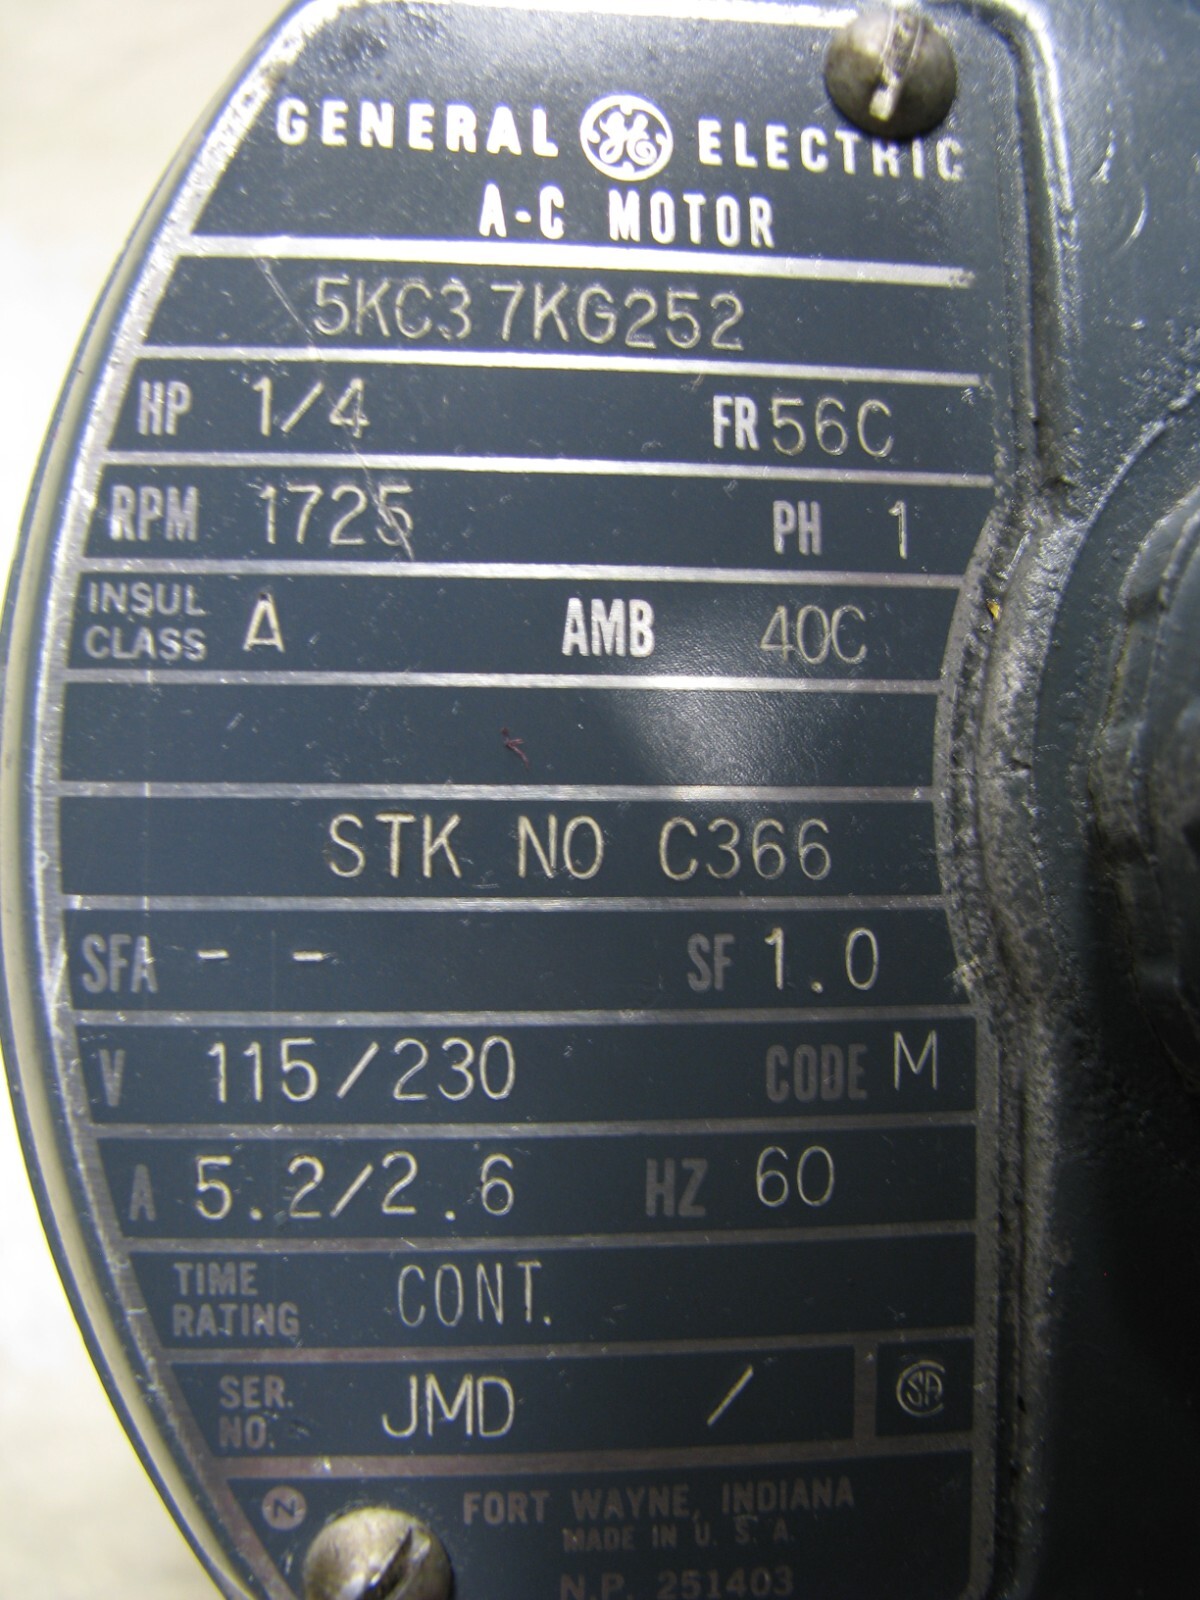 GENERAL GE ELECTRIC
A-C MOTOR
5KC37KG252
HP 1/4 FR 56C
RPM 1725 PH 1
INSUL CLASS A AMB 40C
STK NO C366
SFA - - SF 1.0
V 115/230 CODE M
A 5.2/2.6 HZ 60
TIME RATING CONT.
SER. NO. JMD / SA
N FORT WAYNE, INDIANA
MADE IN U. S. A.
N.P. 251403